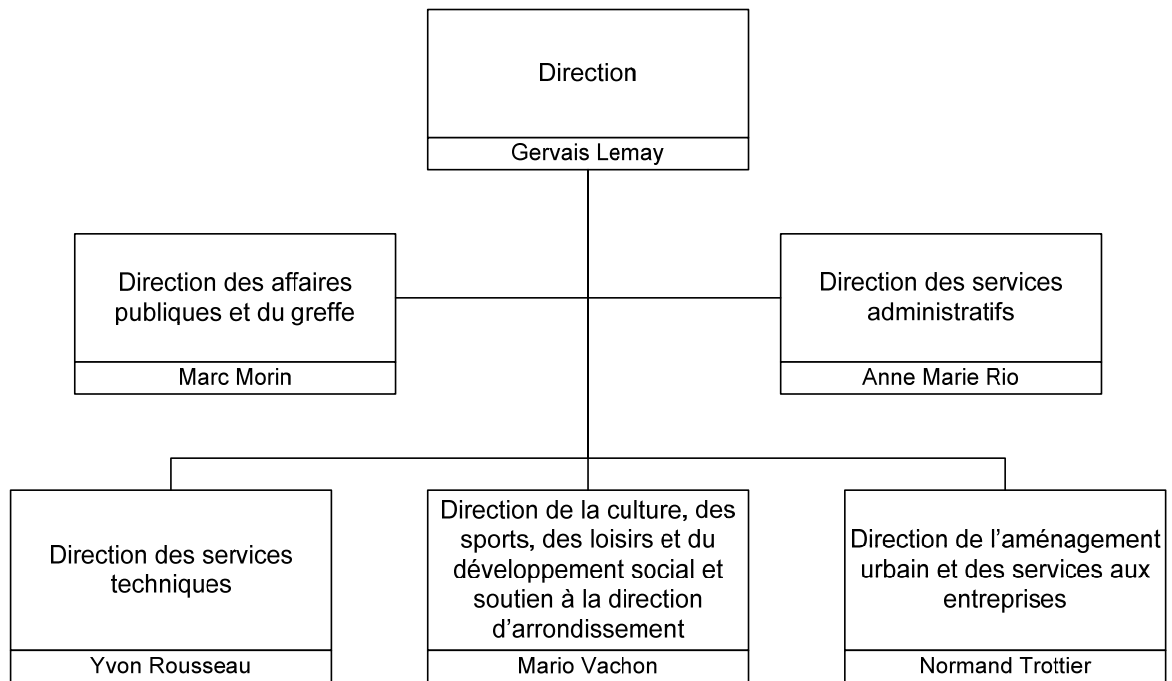 Direction
Gervais Lemay
Direction des affaires
publiques et du greffe
Marc Morin
Direction des services
administratifs
Anne Marie Rio
Direction des services
techniques
Yvon Rousseau
Direction de la culture, des
sports, des loisirs et du
développement social et
soutien à la direction
d'arrondissement
Mario Vachon
Direction de l'aménagement
urbain et des services aux
entreprises
Normand Trottier